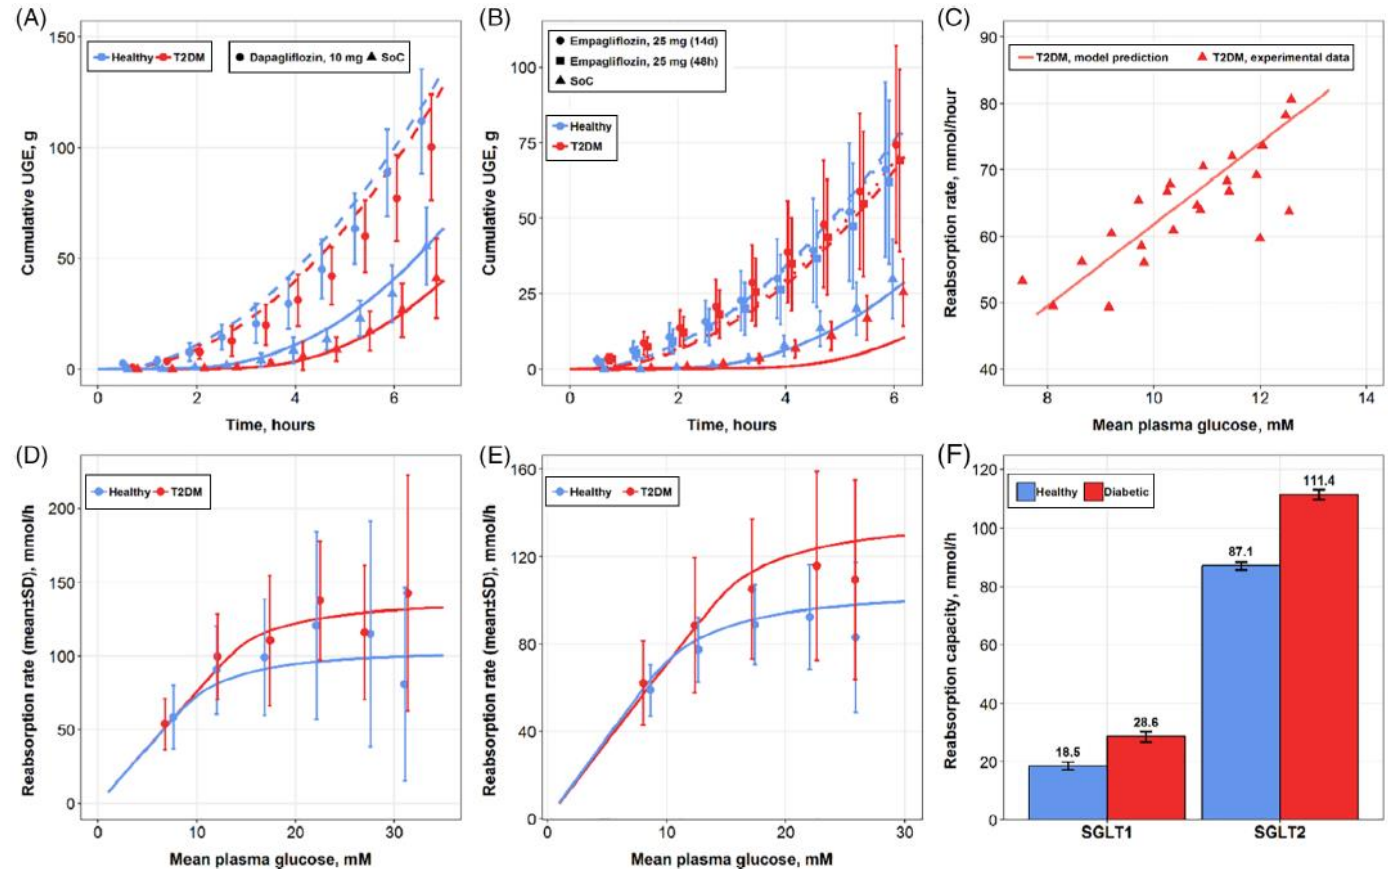 (A)
150
100
50
0
Cumulative UGE, g
Healthy T2DM
Dapagliflozin, 10 mg SoC
0 2 4 6
Time, hours
(B)
100
75
50
25
0
Cumulative UGE, g
Empagliflozin, 25 mg (14d)
Empagliflozin, 25 mg (48h)
SoC
Healthy
T2DM
0 2 4 6
Time, hours
(C)
90
80
70
60
50
40
Reabsorption rate, mmol/hour
T2DM, model prediction T2DM, experimental data
8 10 12 14
Mean plasma glucose, mM
(D)
200
150
100
50
0
Reabsorption rate (mean±SD), mmol/h
Healthy T2DM
0 10 20 30
Mean plasma glucose, mM
(E)
160
120
80
40
0
Reabsorption rate (mean±SD), mmol/h
Healthy T2DM
0 10 20 30
Mean plasma glucose, mM
(F)
120
100
80
60
40
20
0
Reabsorption capacity, mmol/h
Healthy Diabetic
18.5
28.6
87.1
111.4
SGLT1 SGLT2